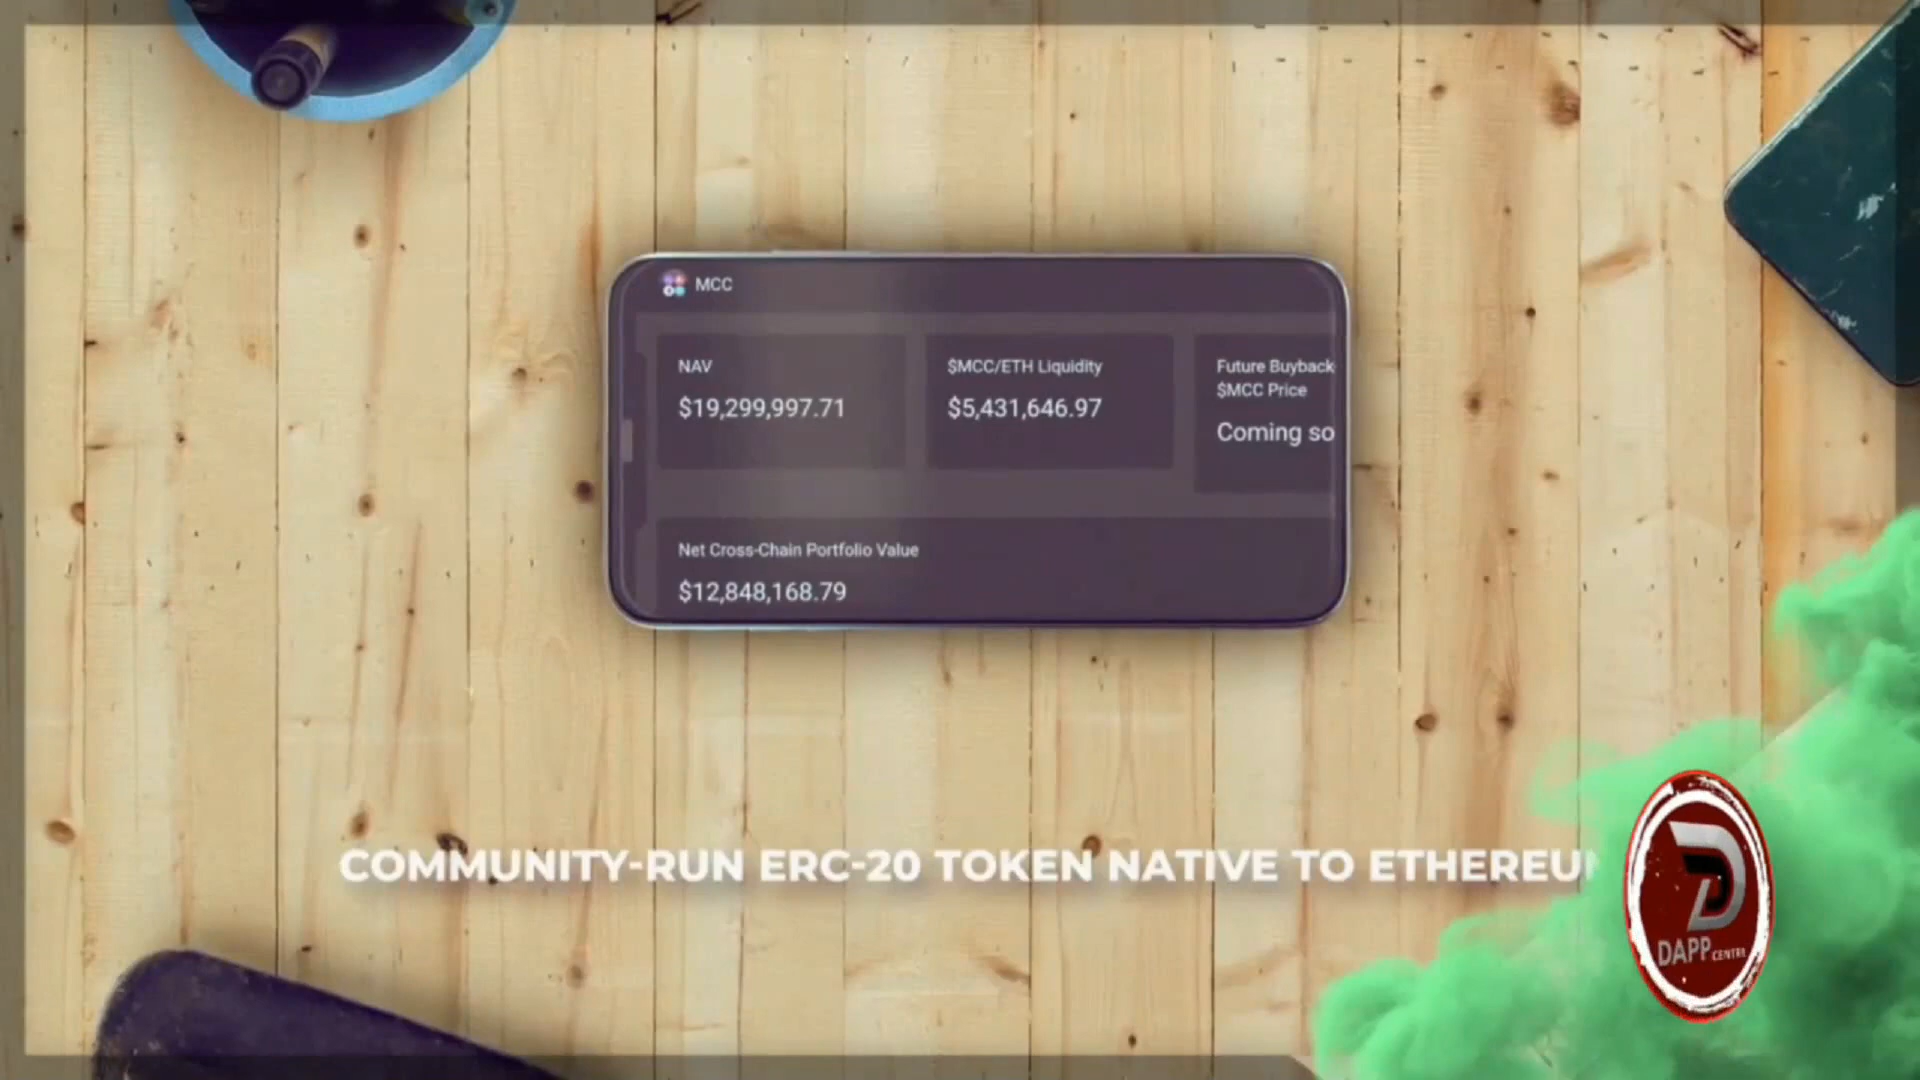 MCC
NAV
$19,299,997.71
$MCC/ETH Liquidity
$5,431,646.97
Future Buyback
$MCC Price
Coming so
Net Cross-Chain Portfolio Value
$12,848,168.79
COMMUNITY-RUN ERC-20 TOKEN NATIVE TO ETHEREU
D
DAPP CENTRE